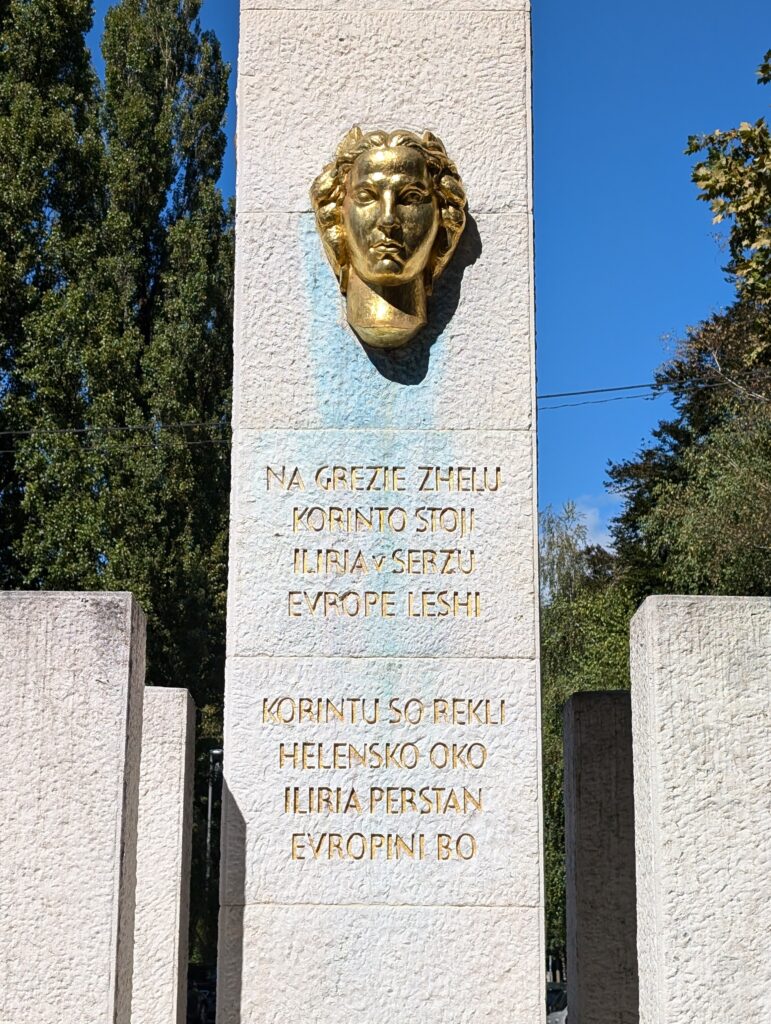 NA GREZIE ZHELU
KORINTO STOJI
ILIRIA V SERZU
EVROPE LESHI
KORINTU SO REKLI
HELENSKO OKO
ILIRIA PERSTAN
EVROPINI BO